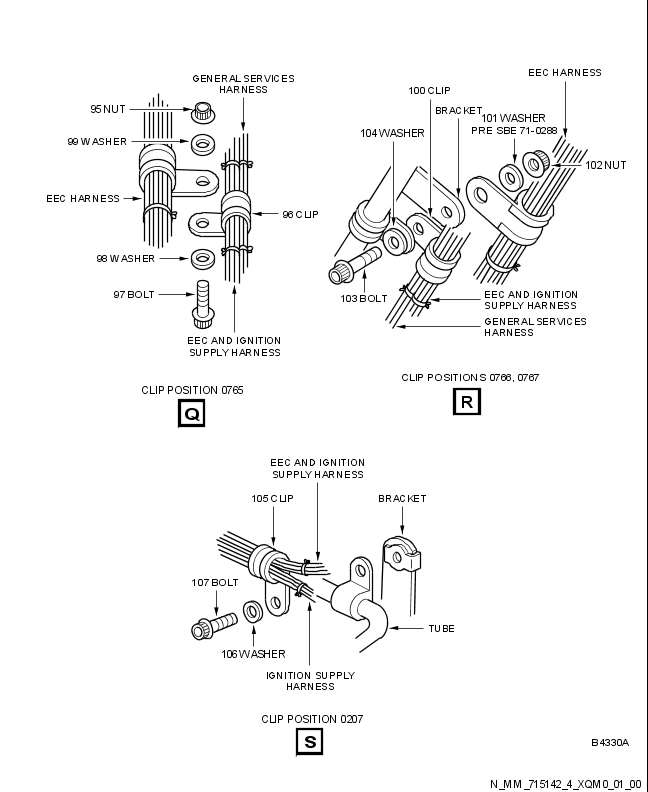 GENERAL SERVICES
HARNESS
95 NUT
99 WASHER
EEC HARNESS
96 CLIP
98 WASHER
97 BOLT
EEC AND IGNITION
SUPPLY HARNESS
CLIP POSITION 0765
Q
EEC HARNESS
100 CLIP
BRACKET
101 WASHER
PRE SBE 71-0288
104 WASHER
102 NUT
103 BOLT
EEC AND IGNITION
SUPPLY HARNESS
GENERAL SERVICES
HARNESS
CLIP POSITIONS 0766, 0767
R
EEC AND IGNITION
SUPPLY HARNESS
105 CLIP
BRACKET
107 BOLT
TUBE
106 WASHER
IGNITION SUPPLY
HARNESS
CLIP POSITION 0207
S
B4330A
N_MM_715142_4_XQM0_01_00